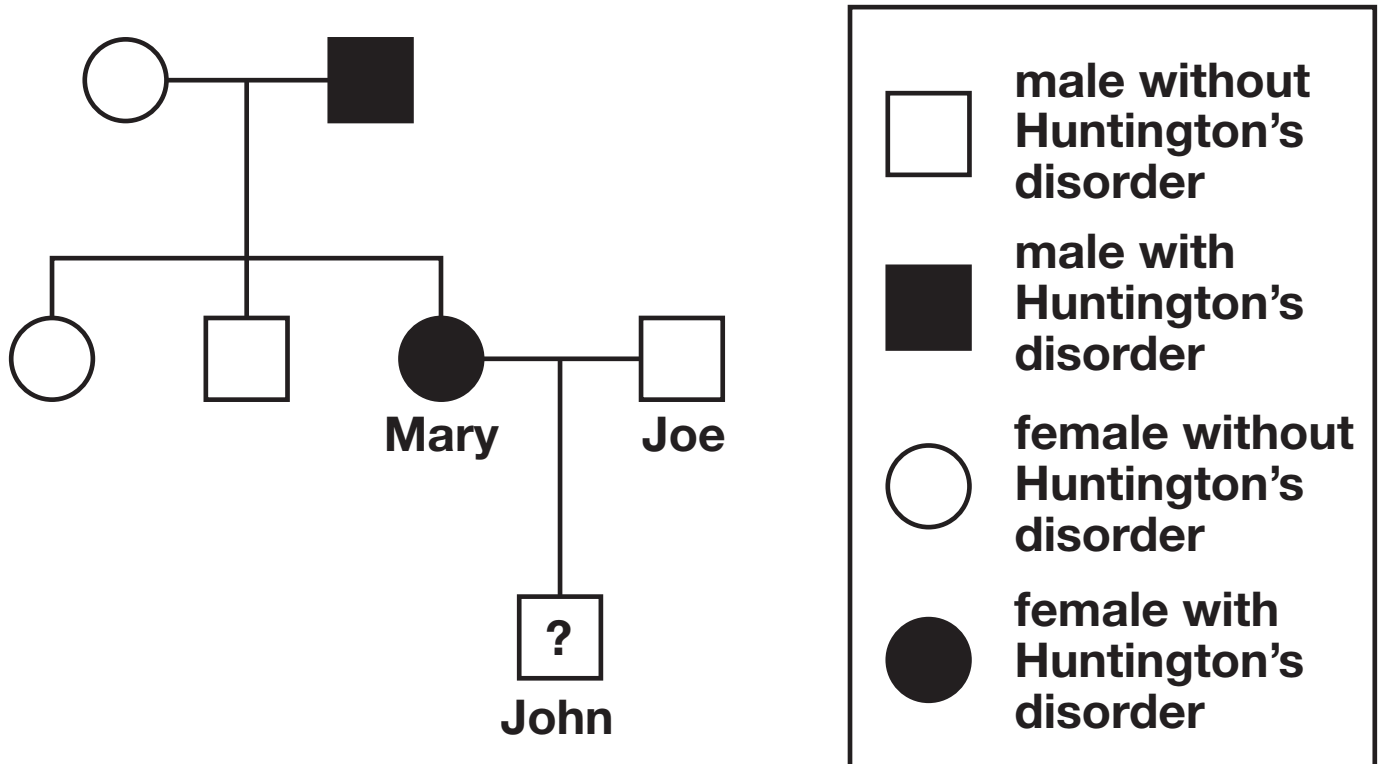 Mary
Joe
?
John
male without
Huntington’s
disorder
male with
Huntington’s
disorder
female without
Huntington’s
disorder
female with
Huntington’s
disorder